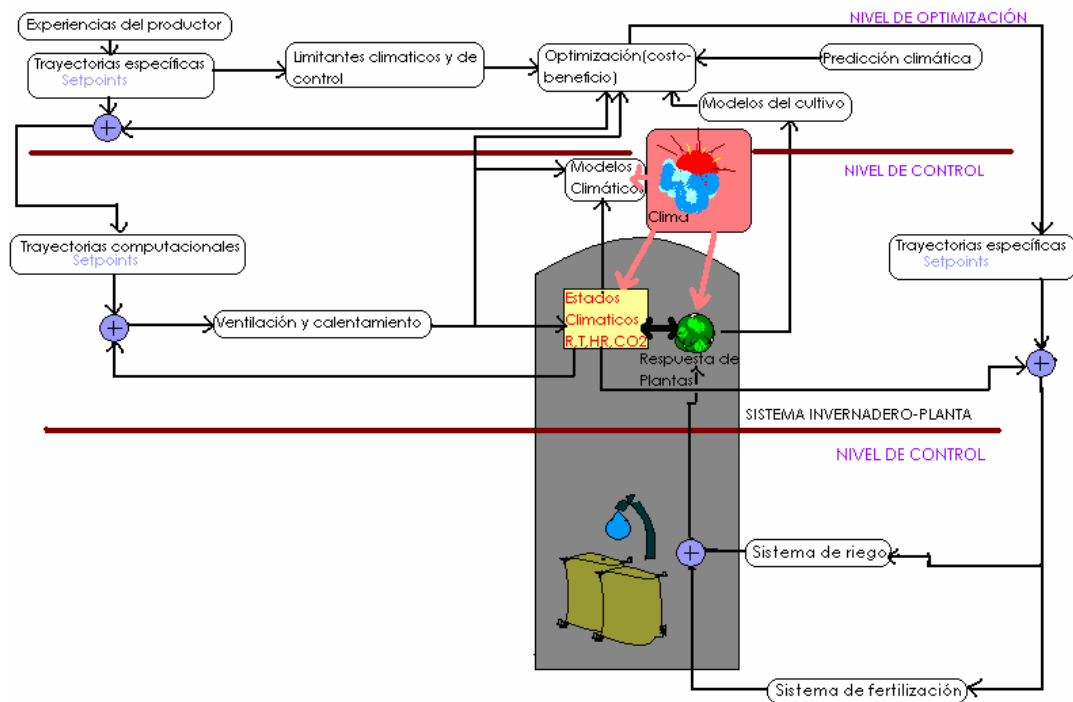 Experiencias del productor
NIVEL DE OPTIMIZACIÓN
Trayectorias específicas
Setpoints
Limitantes climaticos y de
control
Optimización(costo-
beneficio)
Predicción climática
Modelos del cultivo
+
NIVEL DE CONTROL
Modelos
Climáticos
Clima
Trayectorias computacionales
Setpoints
Trayectorias específicas
Setpoints
+
Ventilación y calentamiento
Estados
Climaticos
R,T,HR,CO2
Respuesta de
Plantas
+
SISTEMA INVERNADERO-PLANTA
NIVEL DE CONTROL
+
Sistema de riego
Sistema de fertilización